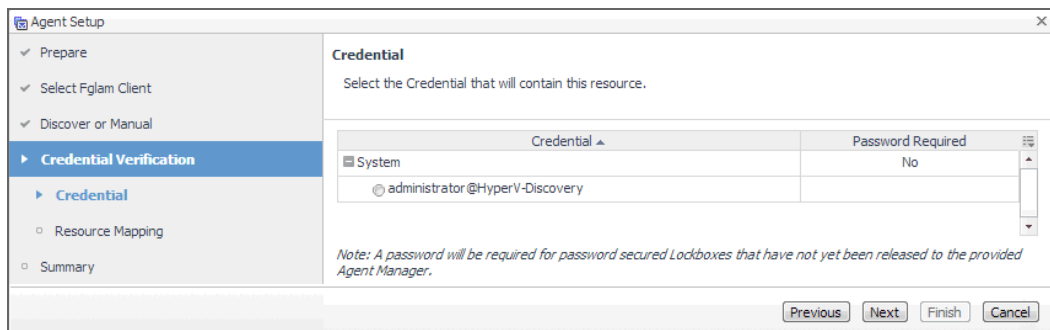 Agent Setup
Prepare
Select Fglam Client
Discover or Manual
Credential Verification
Credential
Resource Mapping
Summary
Credential
Select the Credential that will contain this resource.
Credential Password Required
System No
administrator@HyperV-Discovery
Note: A password will be required for password secured Lockboxes that have not yet been released to the provided
Agent Manager.
Previous Next Finish Cancel